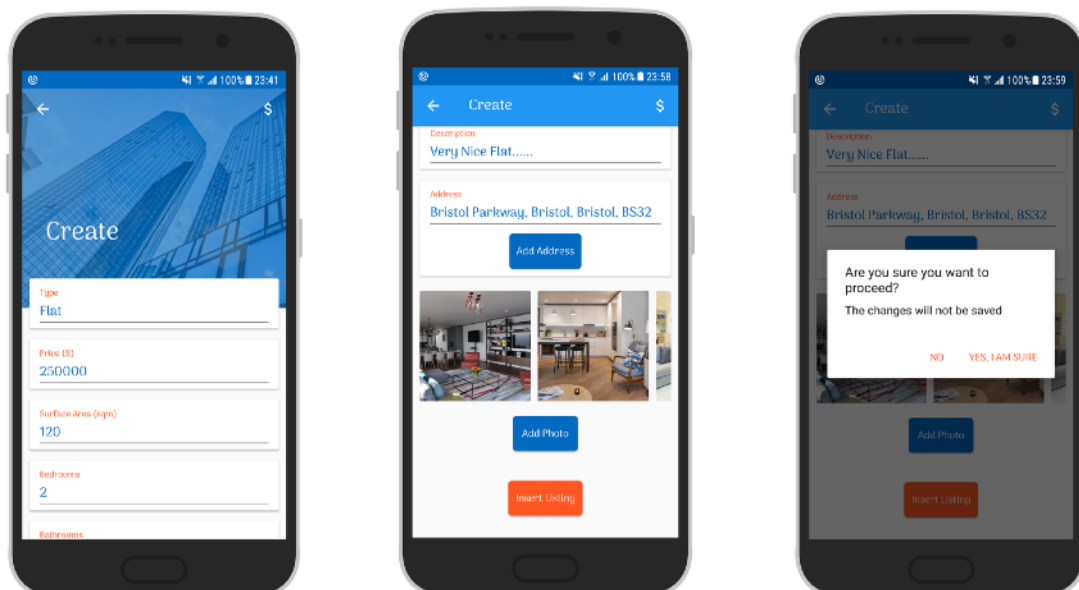 100% 23:41
$
Create
Type
Flat
Price ($)
250000
Surface Area (sqm)
120
Bedrooms
2
Bathrooms
100% 23:58
Create $
Description
Very Nice Flat......
Address
Bristol Parkway, Bristol, Bristol, BS32
Add Address
Add Photo
Insert Listing
100% 23:59
Create $
Description
Very Nice Flat......
Address
Bristol Parkway, Bristol, Bristol, BS32
Are you sure you want to
proceed?
The changes will not be saved
NO YES, I AM SURE
Add Photo
Insert Listing